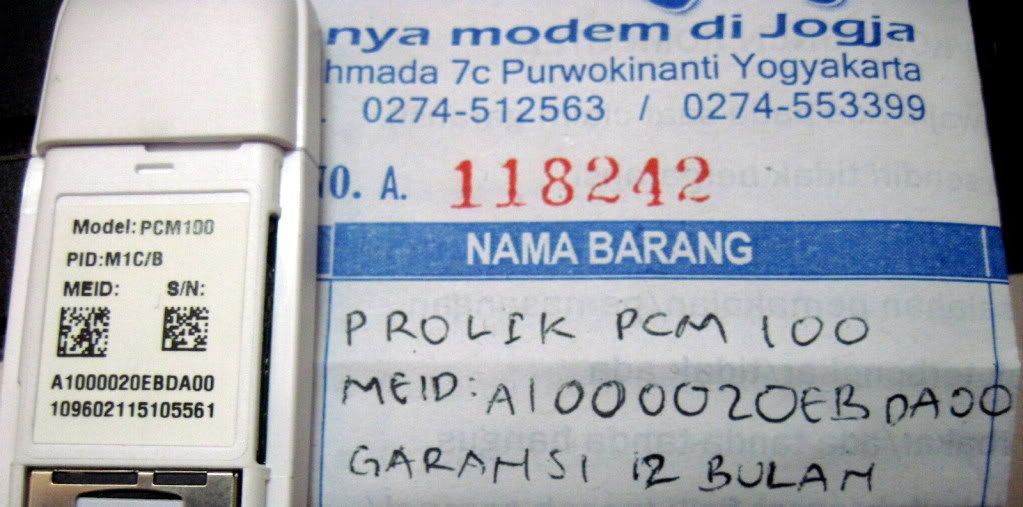 Model: PCM100
PID: M1C/B
MEID: S/N:
A1000020EBDA00
109602115105561
nya modem di Jogja
hmada 7c Purwokinanti Yogyakarta
0274-512563 / 0274-553399
NO. A. 118242
NAMA BARANG
PROLIK PCM 100
MEID: A1000020EBDA00
GARANSI 12 BULAN